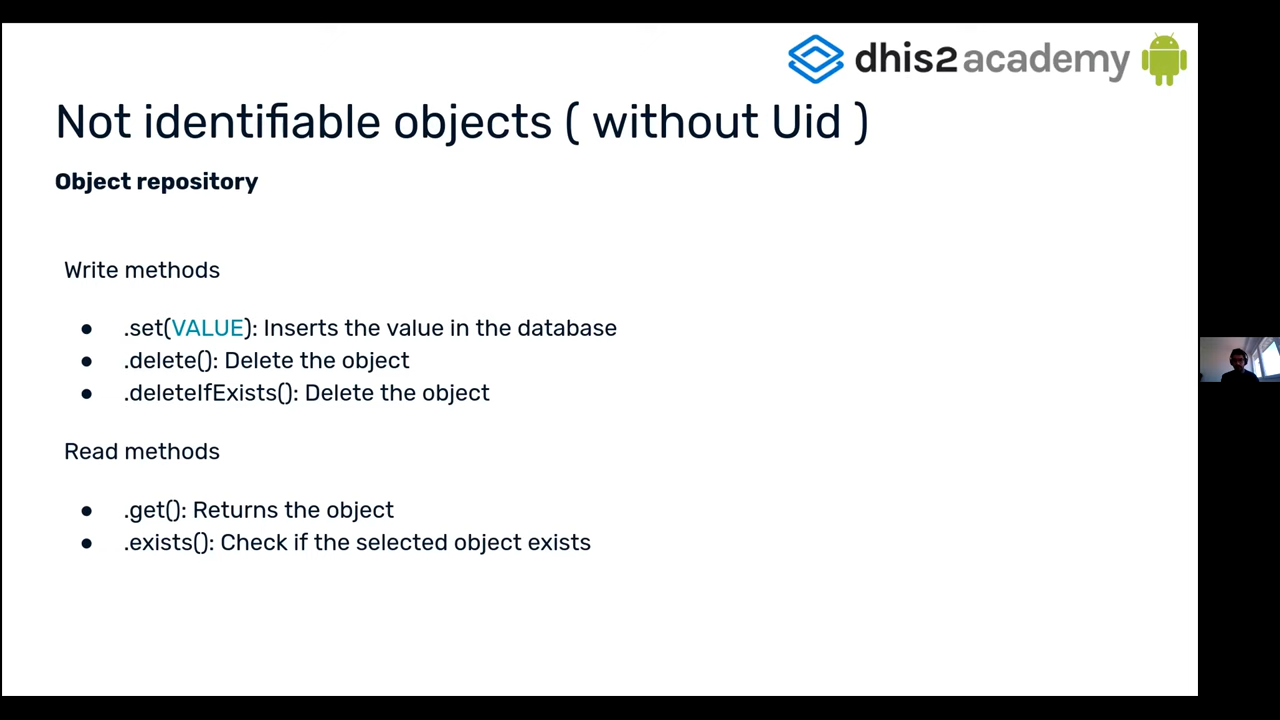 dhis2 academy
Not identifiable objects ( without Uid )
Object repository
Write methods
● .set(VALUE): Inserts the value in the database
● .delete(): Delete the object
● .deleteIfExists(): Delete the object
Read methods
● .get(): Returns the object
● .exists(): Check if the selected object exists